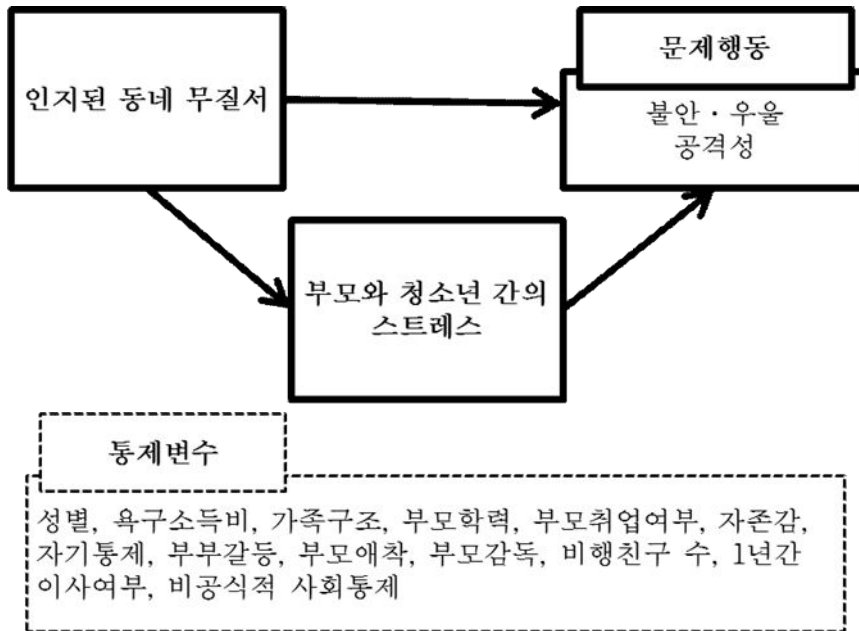 인지된 동네 무질서
문제행동
불안·우울
공격성
부모와 청소년 간의
스트레스
통제변수
성별, 욕구소득비, 가족구조, 부모학력, 부모취업여부, 자존감,
자기통제, 부부갈등, 부모애착, 부모감독, 비행친구 수, 1년간
이사여부, 비공식적 사회통제